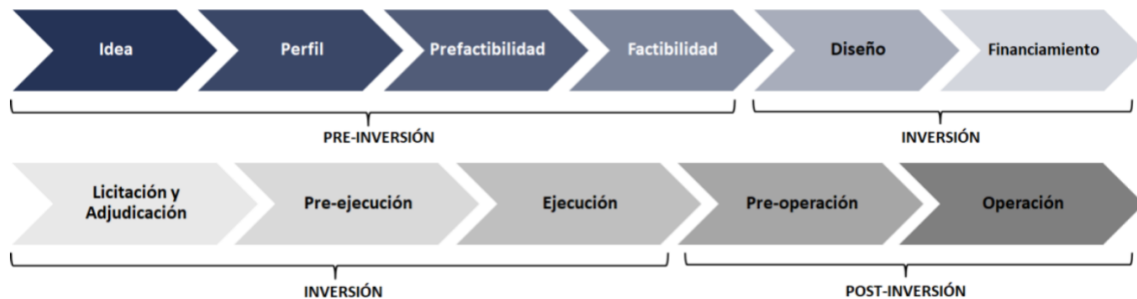 Idea
Perfil
Prefactibilidad
Factibilidad
Diseño
Financiamiento
PRE-INVERSIÓN
INVERSIÓN
Licitación y
Adjudicación
Pre-ejecución
Ejecución
Pre-operación
Operación
INVERSIÓN
POST-INVERSIÓN